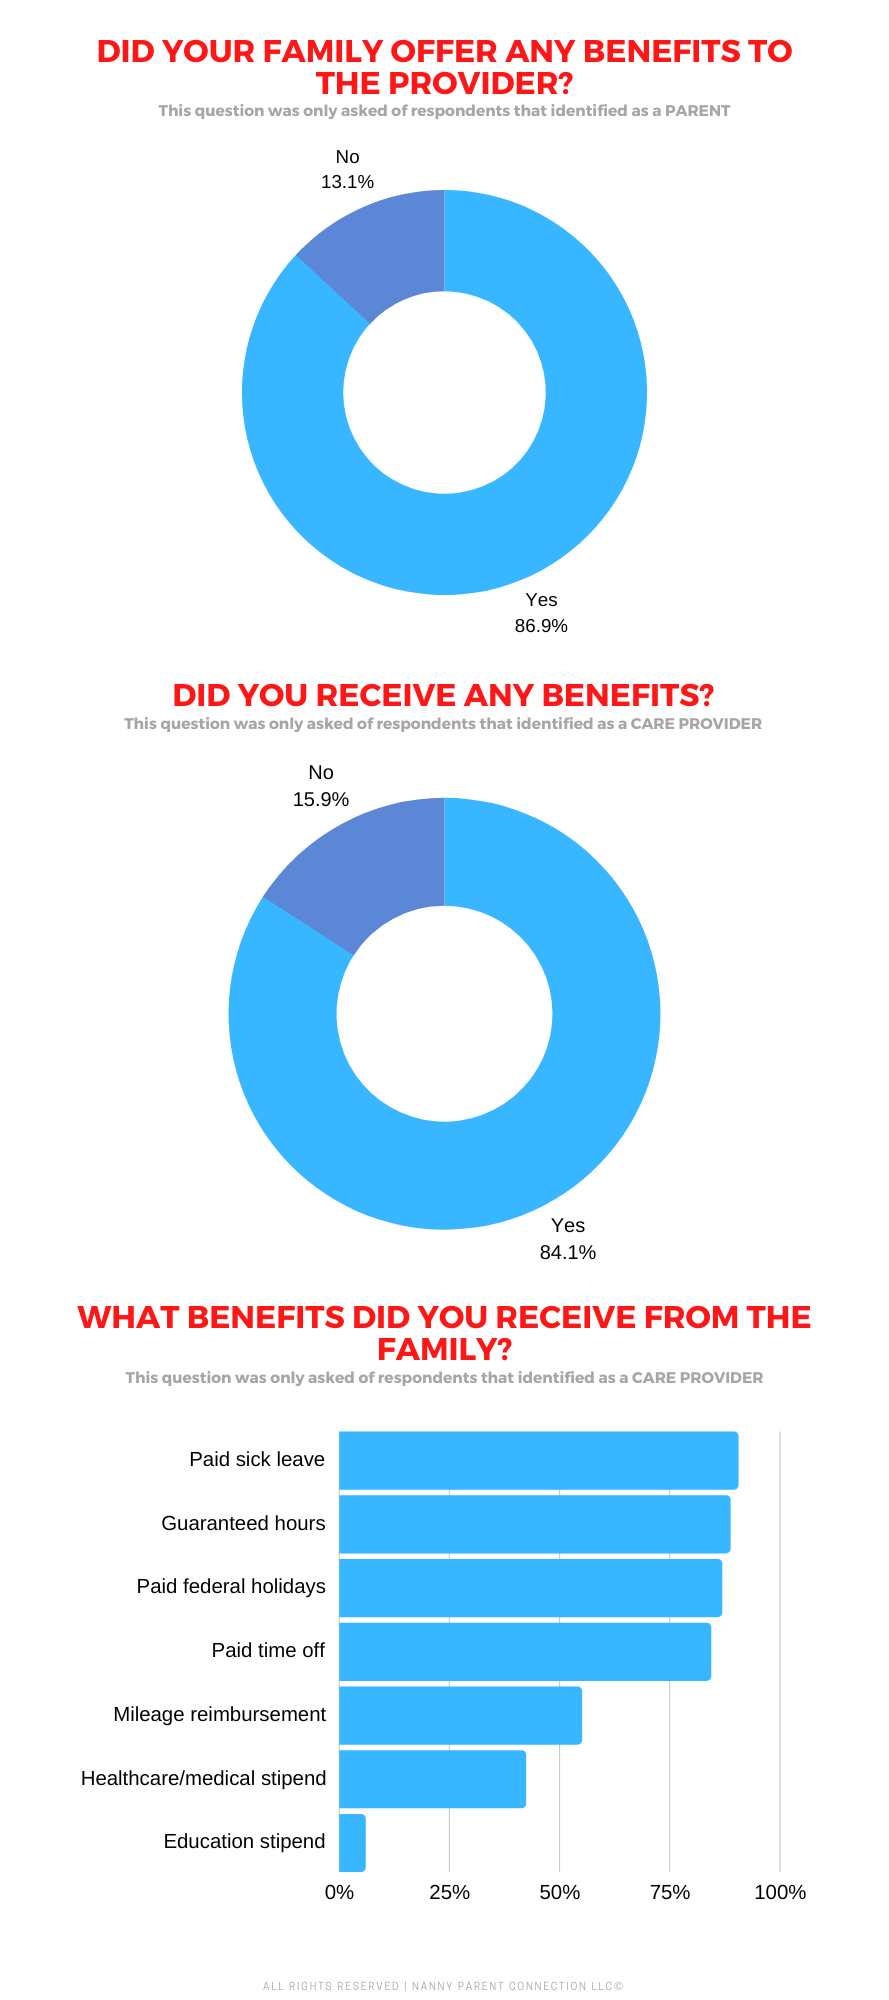 DID YOUR FAMILY OFFER ANY BENEFITS TO
THE PROVIDER?
This question was only asked of respondents that identified as a PARENT
No
13.1%
Yes
86.9%
DID YOU RECEIVE ANY BENEFITS?
This question was only asked of respondents that identified as a CARE PROVIDER
No
15.9%
Yes
84.1%
WHAT BENEFITS DID YOU RECEIVE FROM THE
FAMILY?
This question was only asked of respondents that identified as a CARE PROVIDER
Paid sick leave
Guaranteed hours
Paid federal holidays
Paid time off
Mileage reimbursement
Healthcare/medical stipend
Education stipend
0% 25% 50% 75% 100%
ALL RIGHTS RESERVED | NANNY PARENT CONNECTION LLC©